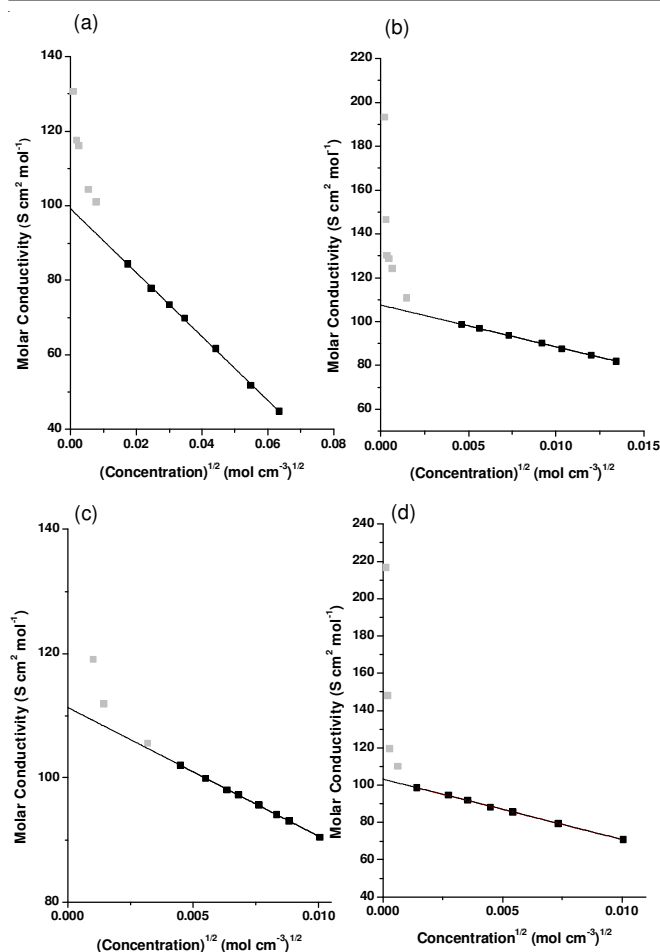 (a)
140
120
100
80
60
40
0.00 0.02 0.04 0.06 0.08
Molar Conductivity (S cm² mol⁻¹)
(Concentration)¹/² (mol cm⁻³)¹/²
(b)
220
200
180
160
140
120
100
80
60
0.000 0.005 0.010 0.015
Molar Conductivity (S cm² mol⁻¹)
(Concentration)¹/² (mol cm⁻³)¹/²
(c)
140
120
100
80
0.000 0.005 0.010
Molar Conductivity (S cm² mol⁻¹)
(Concentration)¹/² (mol cm⁻³)¹/²
(d)
240
220
200
180
160
140
120
100
80
60
40
0.000 0.005 0.010
Molar Conductivity (S cm² mol⁻¹)
Concentration¹/² (mol cm⁻³)¹/²